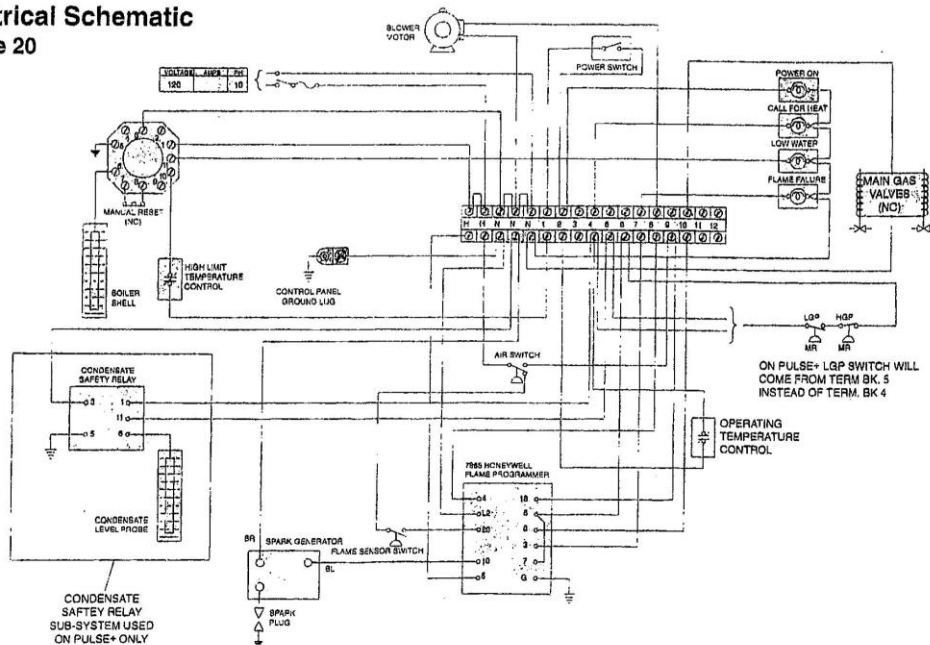 trical Schematic
e 20
BLOWER
VOTOR
POWER SWITCH
VOLTAGE AMPS PH
120 10
POWER ON
CALL FOR HEAT
LOW WATER
FLAME FALURE
MAIN GAS
VALVES
(NC)
MANUAL RESET
(NC)
H H N N N 1 2 3 4 5 6 7 8 9 10 11 12
BOILER
SHELL
HIGH LIMIT
TEMPERATURE
CONTROL
CONTROL PANEL
GROUND LUG
LGP HGP
MR MR
ON PULSE+ LGP SWITCH WILL
COME FROM TERM BK. 5
INSTEAD OF TERM. BK 4
AIR SWITCH
CONDENSATE
SAFETY RELAY
3 1
11
5 6
CONDENSATE
LEVEL PROBE
OPERATING
TEMPERATURE
CONTROL
HONEYWELL
FLAME PROGRAMMER
4 18
L2 8
20
10 3
7
G
BR SPARK GENERATOR
BL
FLAME SENSOR SWITCH
SPARK
PLUG
CONDENSATE
SAFTEY RELAY
SUB-SYSTEM USED
ON PULSE+ ONLY